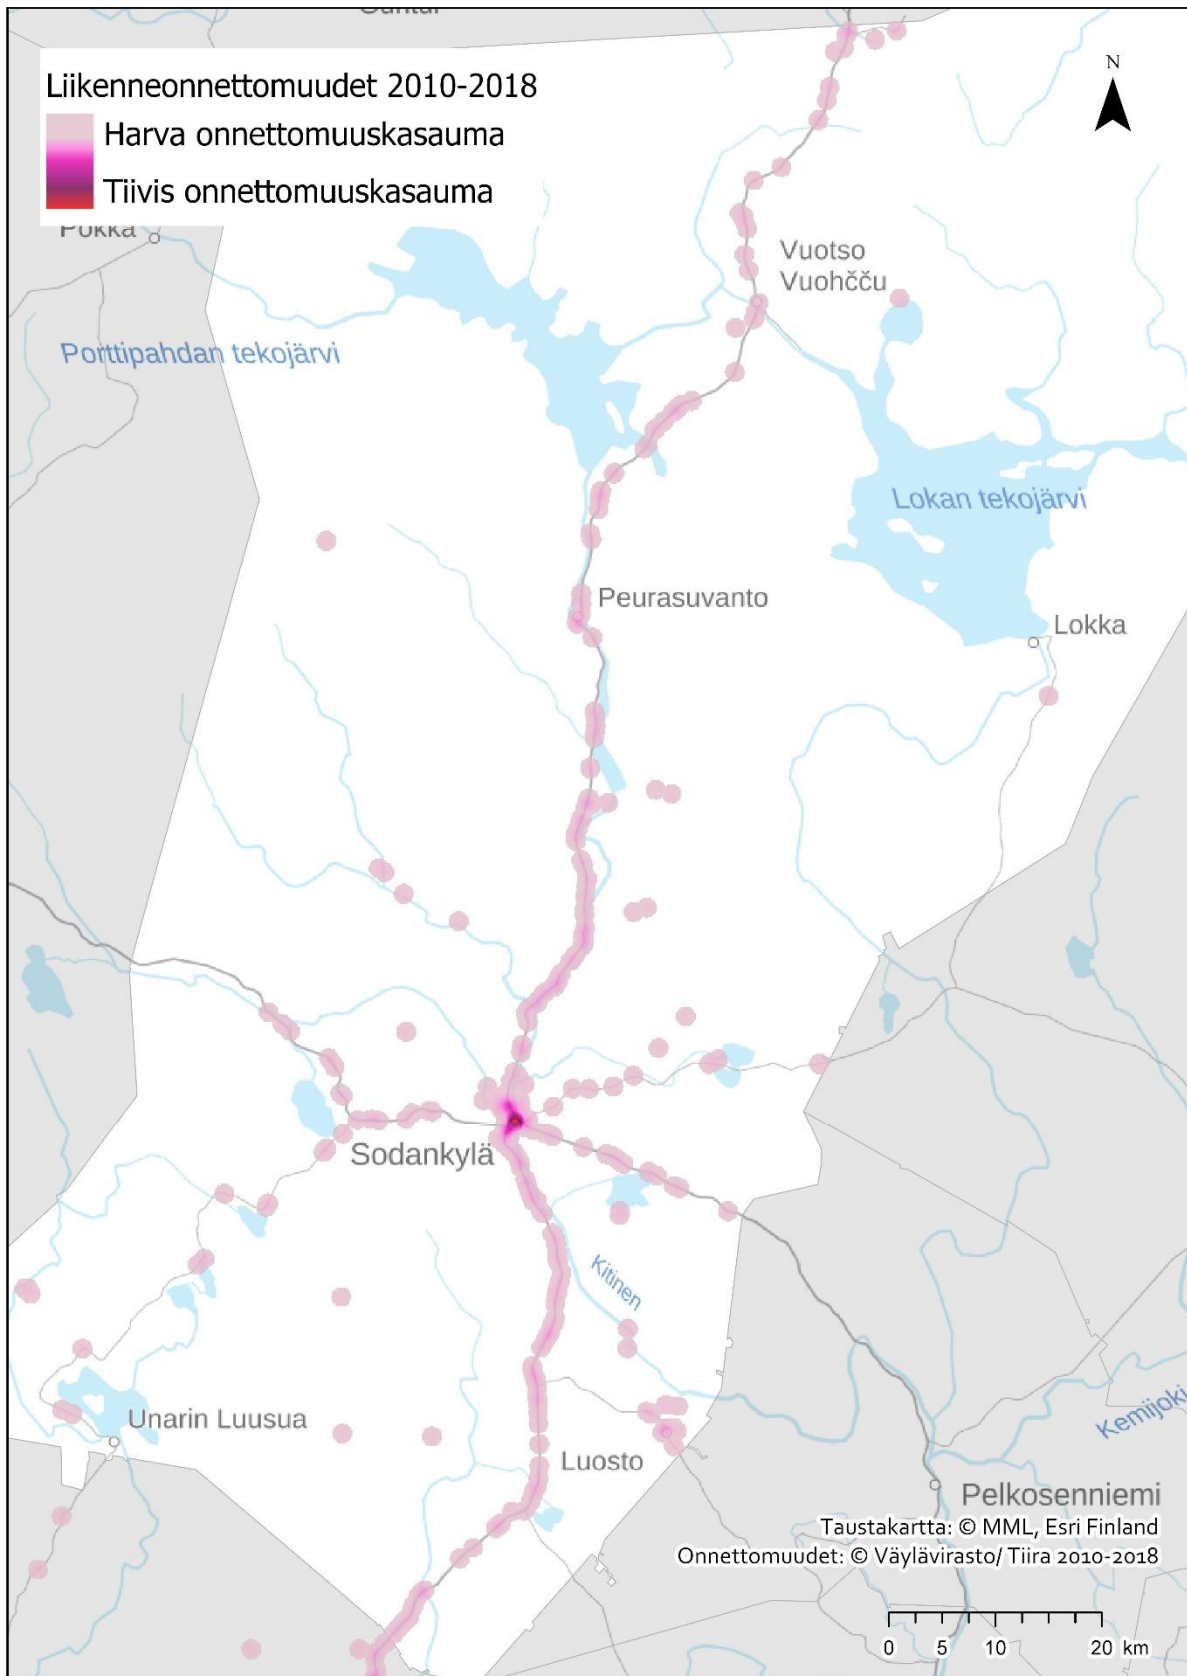 Liikenneonnettomuudet 2010-2018
Harva onnettomuuskasauma
Tiivis onnettomuuskasauma
N
Pokka
Vuotso
Vuohčču
Porttipahdan tekojärvi
Lokan tekojärvi
Peurasuvanto
Lokka
Sodankylä
Kitinen
Unarin Luusua
Luosto
Kemijoki
Pelkosenniemi
Taustakartta: © MML, Esri Finland
Onnettomuudet: © Väylävirasto/ Tiira 2010-2018
0 5 10 20 km